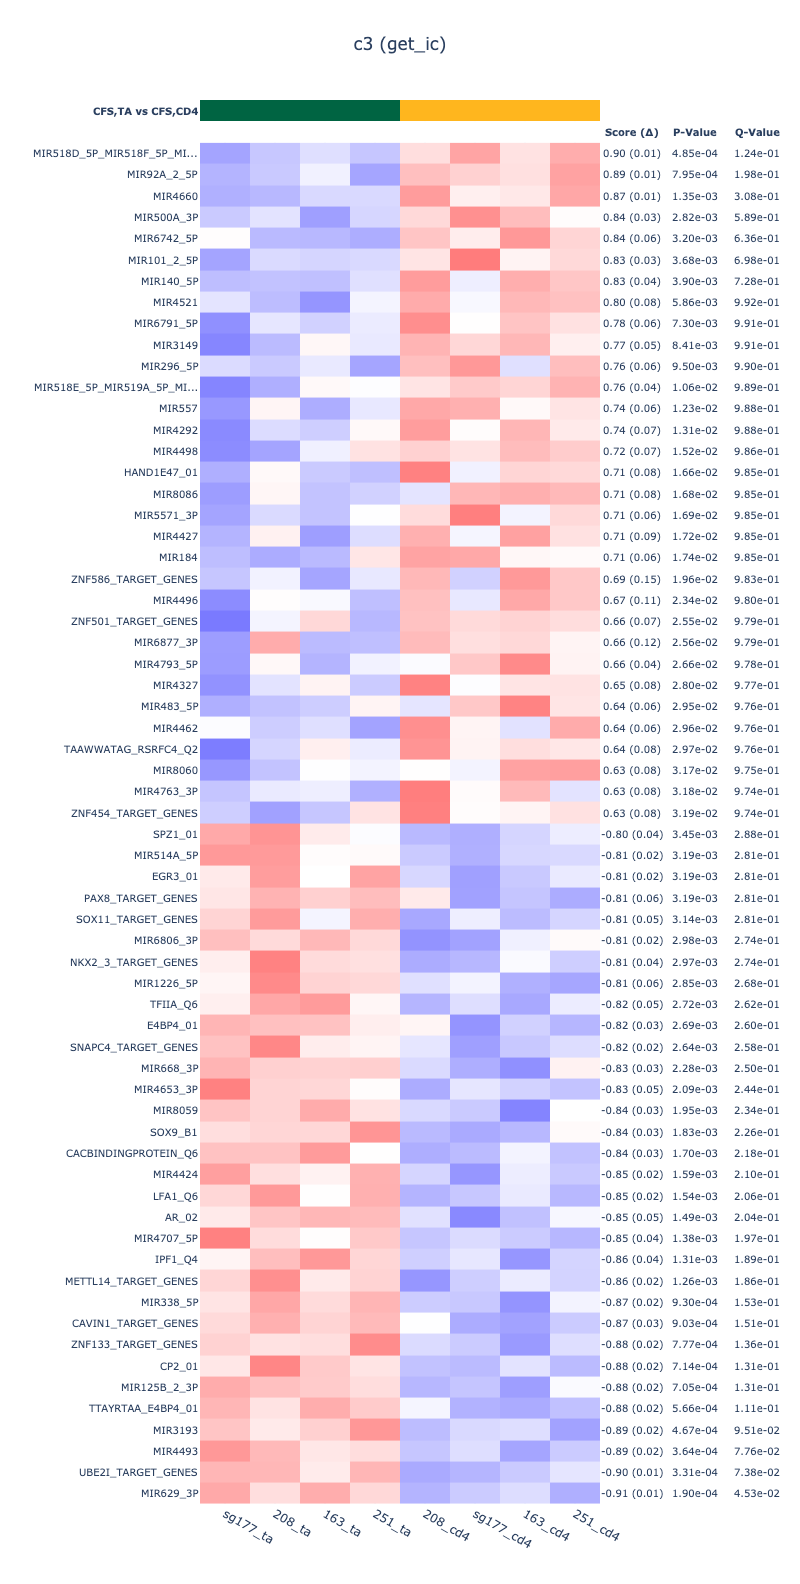 c3 (get_ic)
CFS,TA vs CFS,CD4
Score (Δ) P-Value Q-Value
MIR518D_5P_MIR518F_5P_MI... 0.90 (0.01) 4.85e-04 1.24e-01
MIR92A_2_5P 0.89 (0.01) 7.95e-04 1.98e-01
MIR4660 0.87 (0.01) 1.35e-03 3.08e-01
MIR500A_3P 0.84 (0.03) 2.82e-03 5.89e-01
MIR6742_5P 0.84 (0.06) 3.20e-03 6.36e-01
MIR101_2_5P 0.83 (0.03) 3.68e-03 6.98e-01
MIR140_5P 0.83 (0.04) 3.90e-03 7.28e-01
MIR4521 0.80 (0.08) 5.86e-03 9.92e-01
MIR6791_5P 0.78 (0.06) 7.30e-03 9.91e-01
MIR3149 0.77 (0.05) 8.41e-03 9.91e-01
MIR296_5P 0.76 (0.06) 9.50e-03 9.90e-01
MIR518E_5P_MIR519A_5P_MI... 0.76 (0.04) 1.06e-02 9.89e-01
MIR557 0.74 (0.06) 1.23e-02 9.88e-01
MIR4292 0.74 (0.07) 1.31e-02 9.88e-01
MIR4498 0.72 (0.07) 1.52e-02 9.86e-01
HAND1E47_01 0.71 (0.08) 1.66e-02 9.85e-01
MIR8086 0.71 (0.08) 1.68e-02 9.85e-01
MIR5571_3P 0.71 (0.06) 1.69e-02 9.85e-01
MIR4427 0.71 (0.09) 1.72e-02 9.85e-01
MIR184 0.71 (0.06) 1.74e-02 9.85e-01
ZNF586_TARGET_GENES 0.69 (0.15) 1.96e-02 9.83e-01
MIR4496 0.67 (0.11) 2.34e-02 9.80e-01
ZNF501_TARGET_GENES 0.66 (0.07) 2.55e-02 9.79e-01
MIR6877_3P 0.66 (0.12) 2.56e-02 9.79e-01
MIR4793_5P 0.66 (0.04) 2.66e-02 9.78e-01
MIR4327 0.65 (0.08) 2.80e-02 9.77e-01
MIR483_5P 0.64 (0.06) 2.95e-02 9.76e-01
MIR4462 0.64 (0.06) 2.96e-02 9.76e-01
TAAWWATAG_RSRFC4_Q2 0.64 (0.08) 2.97e-02 9.76e-01
MIR8060 0.63 (0.08) 3.17e-02 9.75e-01
MIR4763_3P 0.63 (0.08) 3.18e-02 9.74e-01
ZNF454_TARGET_GENES 0.63 (0.08) 3.19e-02 9.74e-01
SPZ1_01 -0.80 (0.04) 3.45e-03 2.88e-01
MIR514A_5P -0.81 (0.02) 3.19e-03 2.81e-01
EGR3_01 -0.81 (0.02) 3.19e-03 2.81e-01
PAX8_TARGET_GENES -0.81 (0.06) 3.19e-03 2.81e-01
SOX11_TARGET_GENES -0.81 (0.05) 3.14e-03 2.81e-01
MIR6806_3P -0.81 (0.02) 2.98e-03 2.74e-01
NKX2_3_TARGET_GENES -0.81 (0.04) 2.97e-03 2.74e-01
MIR1226_5P -0.81 (0.06) 2.85e-03 2.68e-01
TFIIA_Q6 -0.82 (0.05) 2.72e-03 2.62e-01
E4BP4_01 -0.82 (0.03) 2.69e-03 2.60e-01
SNAPC4_TARGET_GENES -0.82 (0.02) 2.64e-03 2.58e-01
MIR668_3P -0.83 (0.03) 2.28e-03 2.50e-01
MIR4653_3P -0.83 (0.05) 2.09e-03 2.44e-01
MIR8059 -0.84 (0.03) 1.95e-03 2.34e-01
SOX9_B1 -0.84 (0.03) 1.83e-03 2.26e-01
CACBINDINGPROTEIN_Q6 -0.84 (0.03) 1.70e-03 2.18e-01
MIR4424 -0.85 (0.02) 1.59e-03 2.10e-01
LFA1_Q6 -0.85 (0.02) 1.54e-03 2.06e-01
AR_02 -0.85 (0.05) 1.49e-03 2.04e-01
MIR4707_5P -0.85 (0.04) 1.38e-03 1.97e-01
IPF1_Q4 -0.86 (0.04) 1.31e-03 1.89e-01
METTL14_TARGET_GENES -0.86 (0.02) 1.26e-03 1.86e-01
MIR338_5P -0.87 (0.02) 9.30e-04 1.53e-01
CAVIN1_TARGET_GENES -0.87 (0.03) 9.03e-04 1.51e-01
ZNF133_TARGET_GENES -0.88 (0.02) 7.77e-04 1.36e-01
CP2_01 -0.88 (0.02) 7.14e-04 1.31e-01
MIR125B_2_3P -0.88 (0.02) 7.05e-04 1.31e-01
TTAYRTAA_E4BP4_01 -0.88 (0.02) 5.66e-04 1.11e-01
MIR3193 -0.89 (0.02) 4.67e-04 9.51e-02
MIR4493 -0.89 (0.02) 3.64e-04 7.76e-02
UBE2I_TARGET_GENES -0.90 (0.01) 3.31e-04 7.38e-02
MIR629_3P -0.91 (0.01) 1.90e-04 4.53e-02
sg177_ta 208_ta 163_ta 251_ta 208_cd4 sg177_cd4 163_cd4 251_cd4